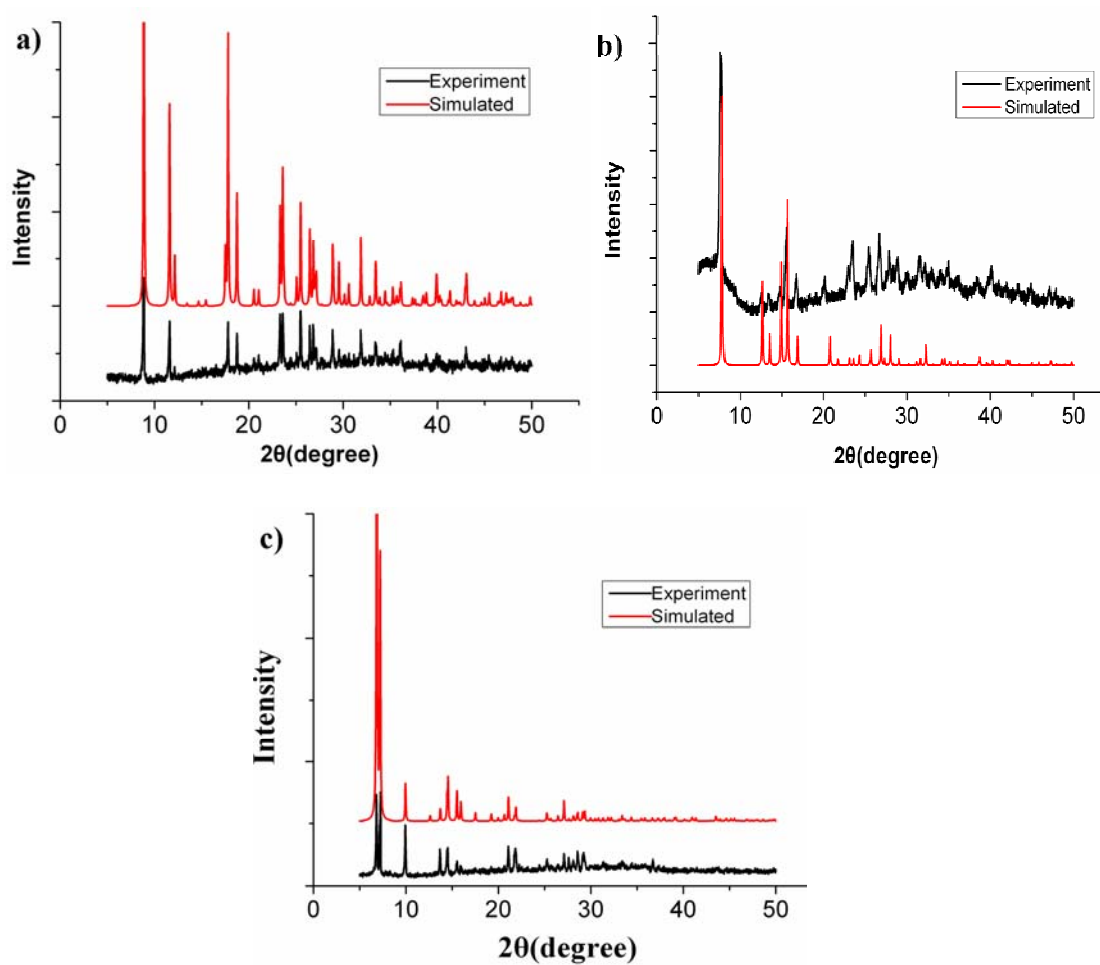 a)
Experiment
Simulated
Intensity
0 10 20 30 40 50
2θ(degree)
b)
Experiment
Simulated
Intensity
0 10 20 30 40 50
2θ(degree)
c)
Experiment
Simulated
Intensity
0 10 20 30 40 50
2θ(degree)